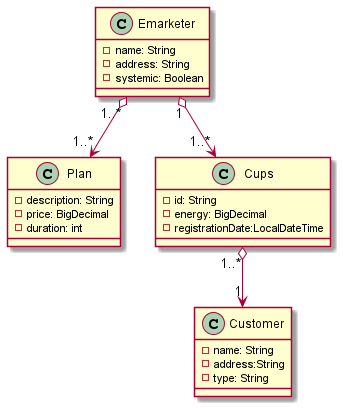 C Emarketer
name: String
address: String
systemic: Boolean
1..* 1
1..* 1..*
C Plan
description: String
price: BigDecimal
duration: int
C Cups
id: String
energy: BigDecimal
registrationDate:LocalDateTime
1..*
1
C Customer
name: String
address:String
type: String